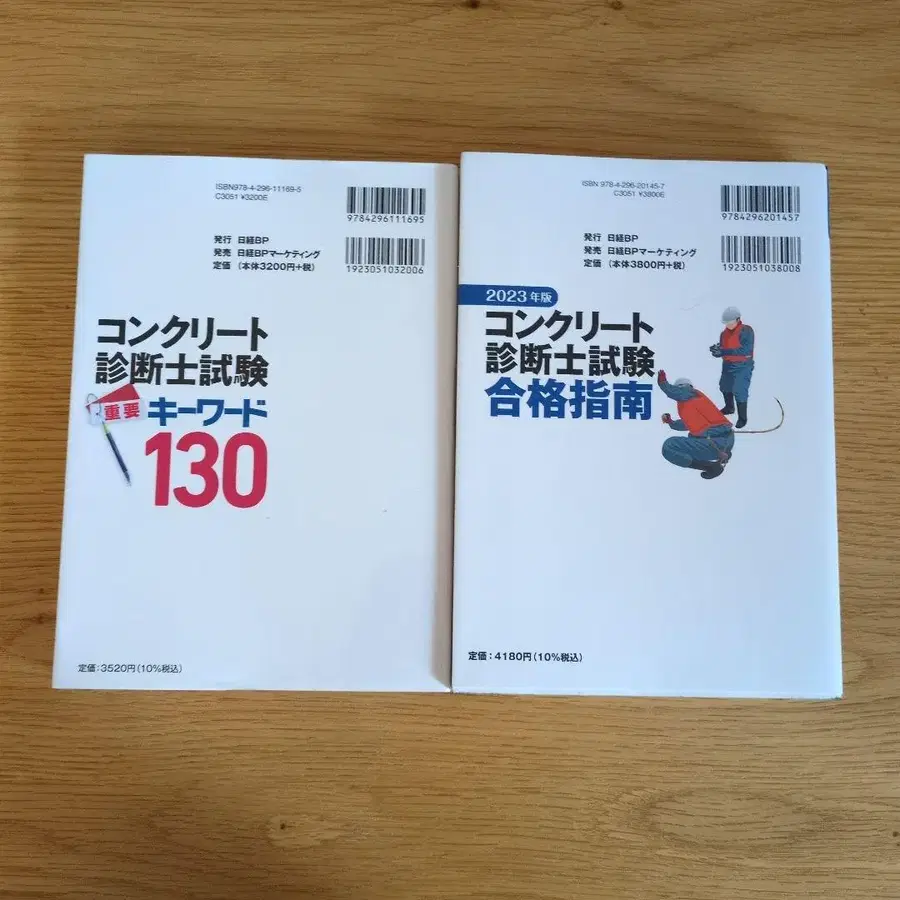 ISBN978-4-296-11169-5
C3051 ¥3200E
9784296111695
発行 日経BP
発売 日経BPマーケティング
定価 (本体3200円+税)
1923051032006
コンクリート
診断士試験
重要 キーワード
130
定価:3520円(10%税込)
ISBN 978-4-296-20145-7
C3051 ¥3800E
9784296201457
発行 日経BP
発売 日経BPマーケティング
定価 (本体3800円+税)
1923051038008
2023年版
コンクリート
診断士試験
合格指南
定価:4180円(10%税込)